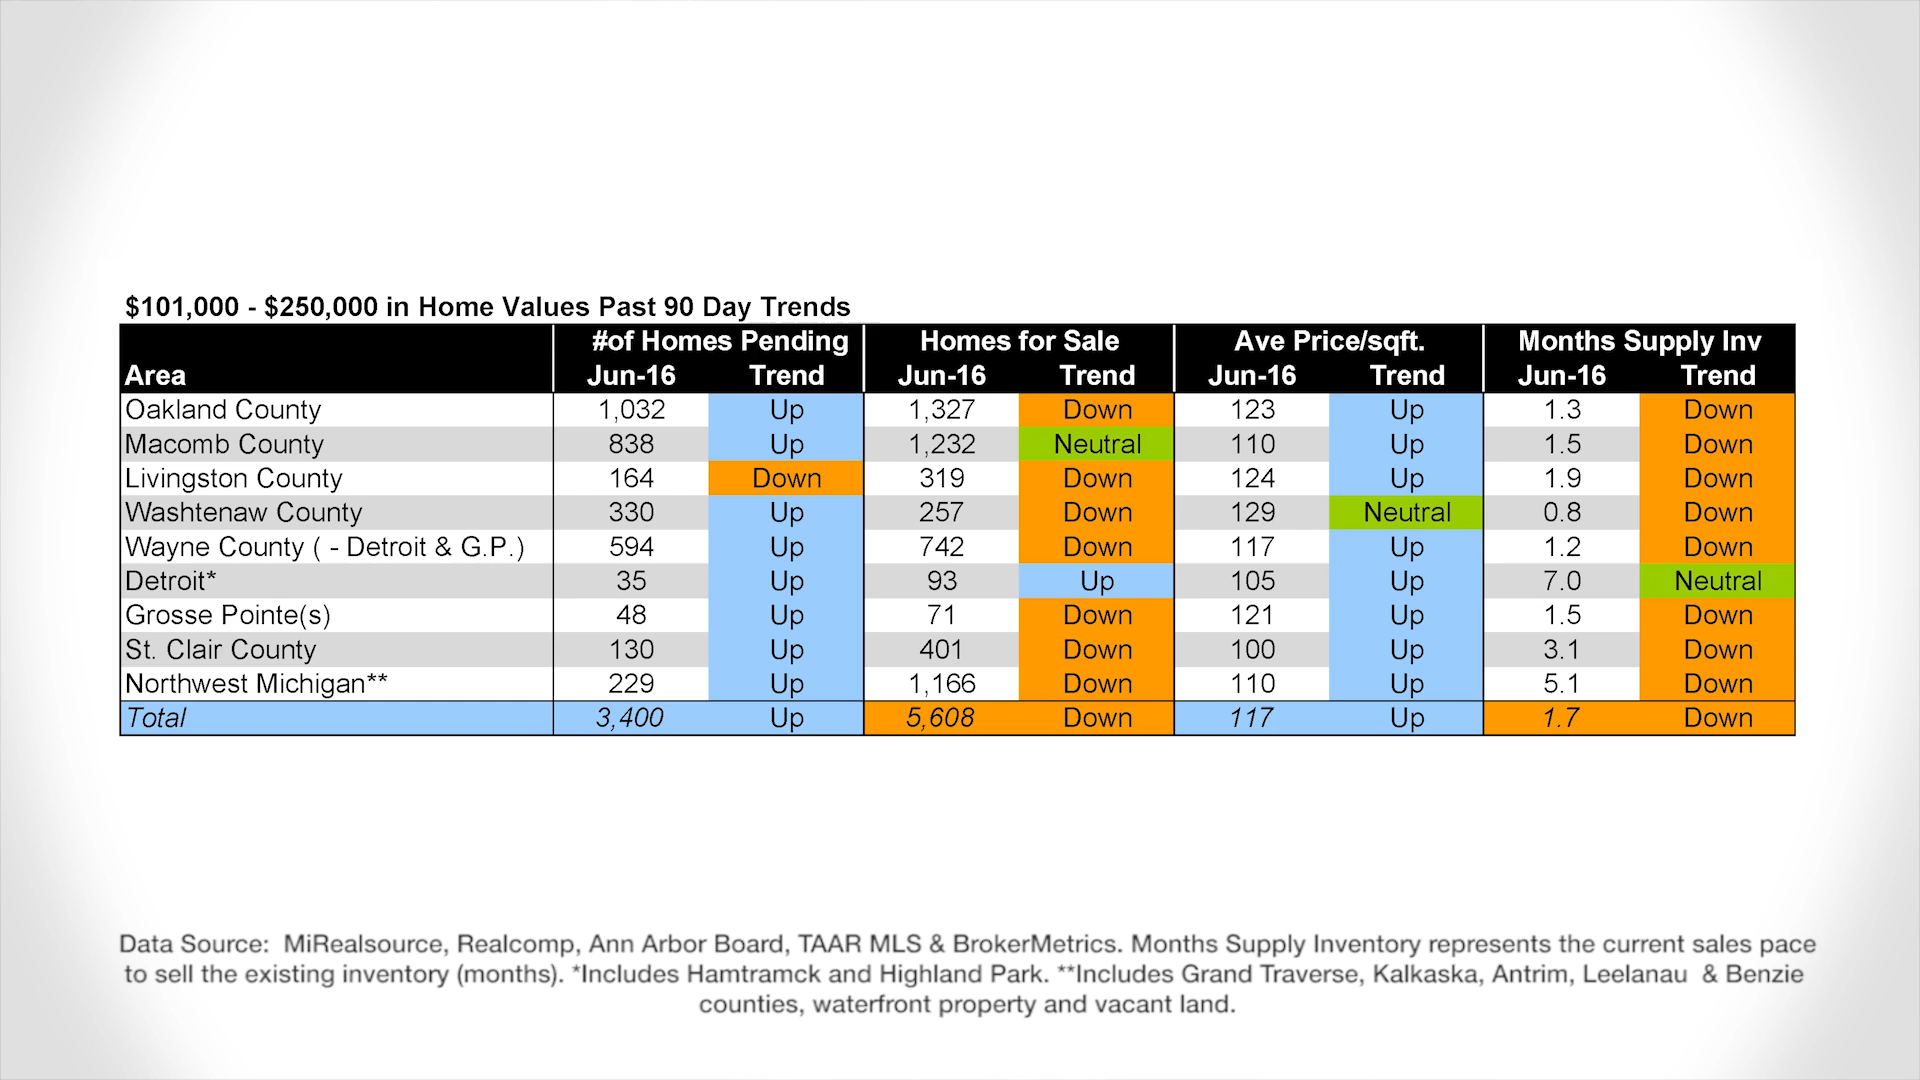 $101,000 - $250,000 in Home Values Past 90 Day Trends
#of Homes Pending Homes for Sale Ave Price/sqft. Months Supply Inv
Area Jun-16 Trend Jun-16 Trend Jun-16 Trend Jun-16 Trend
Oakland County 1,032 Up 1,327 Down 123 Up 1.3 Down
Macomb County 838 Up 1,232 Neutral 110 Up 1.5 Down
Livingston County 164 Down 319 Down 124 Up 1.9 Down
Washtenaw County 330 Up 257 Down 129 Neutral 0.8 Down
Wayne County ( - Detroit & G.P.) 594 Up 742 Down 117 Up 1.2 Down
Detroit* 35 Up 93 Up 105 Up 7.0 Neutral
Grosse Pointe(s) 48 Up 71 Down 121 Up 1.5 Down
St. Clair County 130 Up 401 Down 100 Up 3.1 Down
Northwest Michigan** 229 Up 1,166 Down 110 Up 5.1 Down
Total 3,400 Up 5,608 Down 117 Up 1.7 Down
Data Source: MiRealsource, Realcomp, Ann Arbor Board, TAAR MLS & BrokerMetrics. Months Supply Inventory represents the current sales pace
to sell the existing inventory (months). *Includes Hamtramck and Highland Park. **Includes Grand Traverse, Kalkaska, Antrim, Leelanau & Benzie
counties, waterfront property and vacant land.